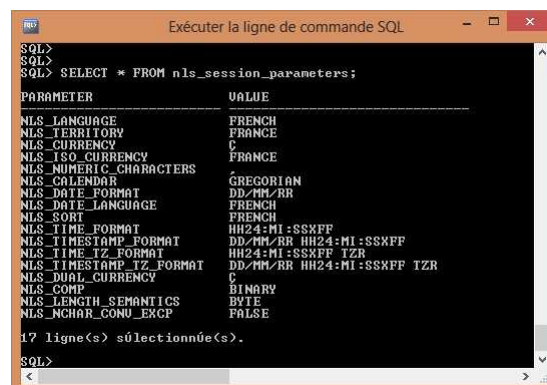 Exécuter la ligne de commande SQL
SQL>
SQL>
SQL> SELECT * FROM nls_session_parameters;
PARAMETER VALUE
NLS_LANGUAGE FRENCH
NLS_TERRITORY FRANCE
NLS_CURRENCY Ç
NLS_ISO_CURRENCY FRANCE
NLS_NUMERIC_CHARACTERS ,
NLS_CALENDAR GREGORIAN
NLS_DATE_FORMAT DD/MM/RR
NLS_DATE_LANGUAGE FRENCH
NLS_SORT FRENCH
NLS_TIME_FORMAT HH24:MI:SSXFF
NLS_TIMESTAMP_FORMAT DD/MM/RR HH24:MI:SSXFF
NLS_TIME_TZ_FORMAT HH24:MI:SSXFF TZR
NLS_TIMESTAMP_TZ_FORMAT DD/MM/RR HH24:MI:SSXFF TZR
NLS_DUAL_CURRENCY Ç
NLS_COMP BINARY
NLS_LENGTH_SEMANTICS BYTE
NLS_NCHAR_CONV_EXCP FALSE
17 ligne(s) sÚlectionnÚe(s).
SQL>